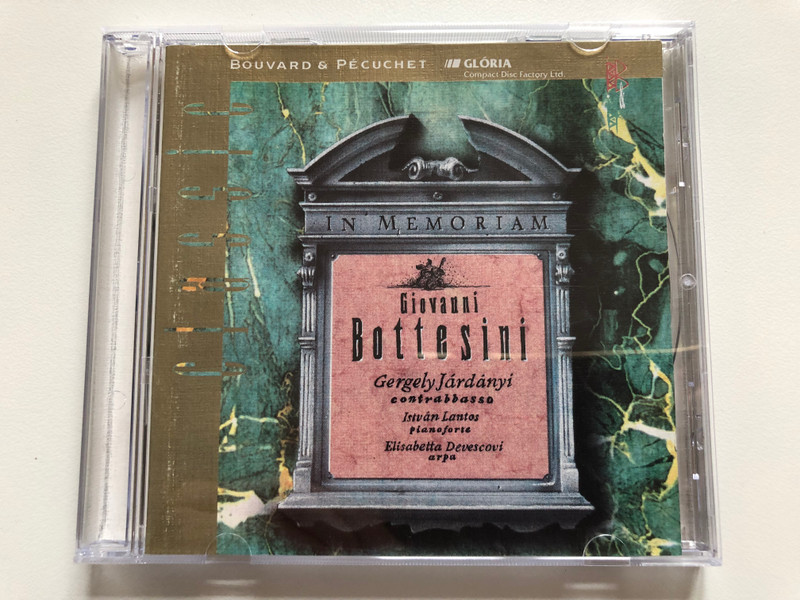 BOUVARD & PÉCUCHET
GLÓRIA
Compact Disc Factory Ltd.
classic
IN MEMORIAM
Giovanni
Bottesini
Gergely Járdányi
contrabbasso
István Lantos
pianoforte
Elisabetta Devescovi
arpa